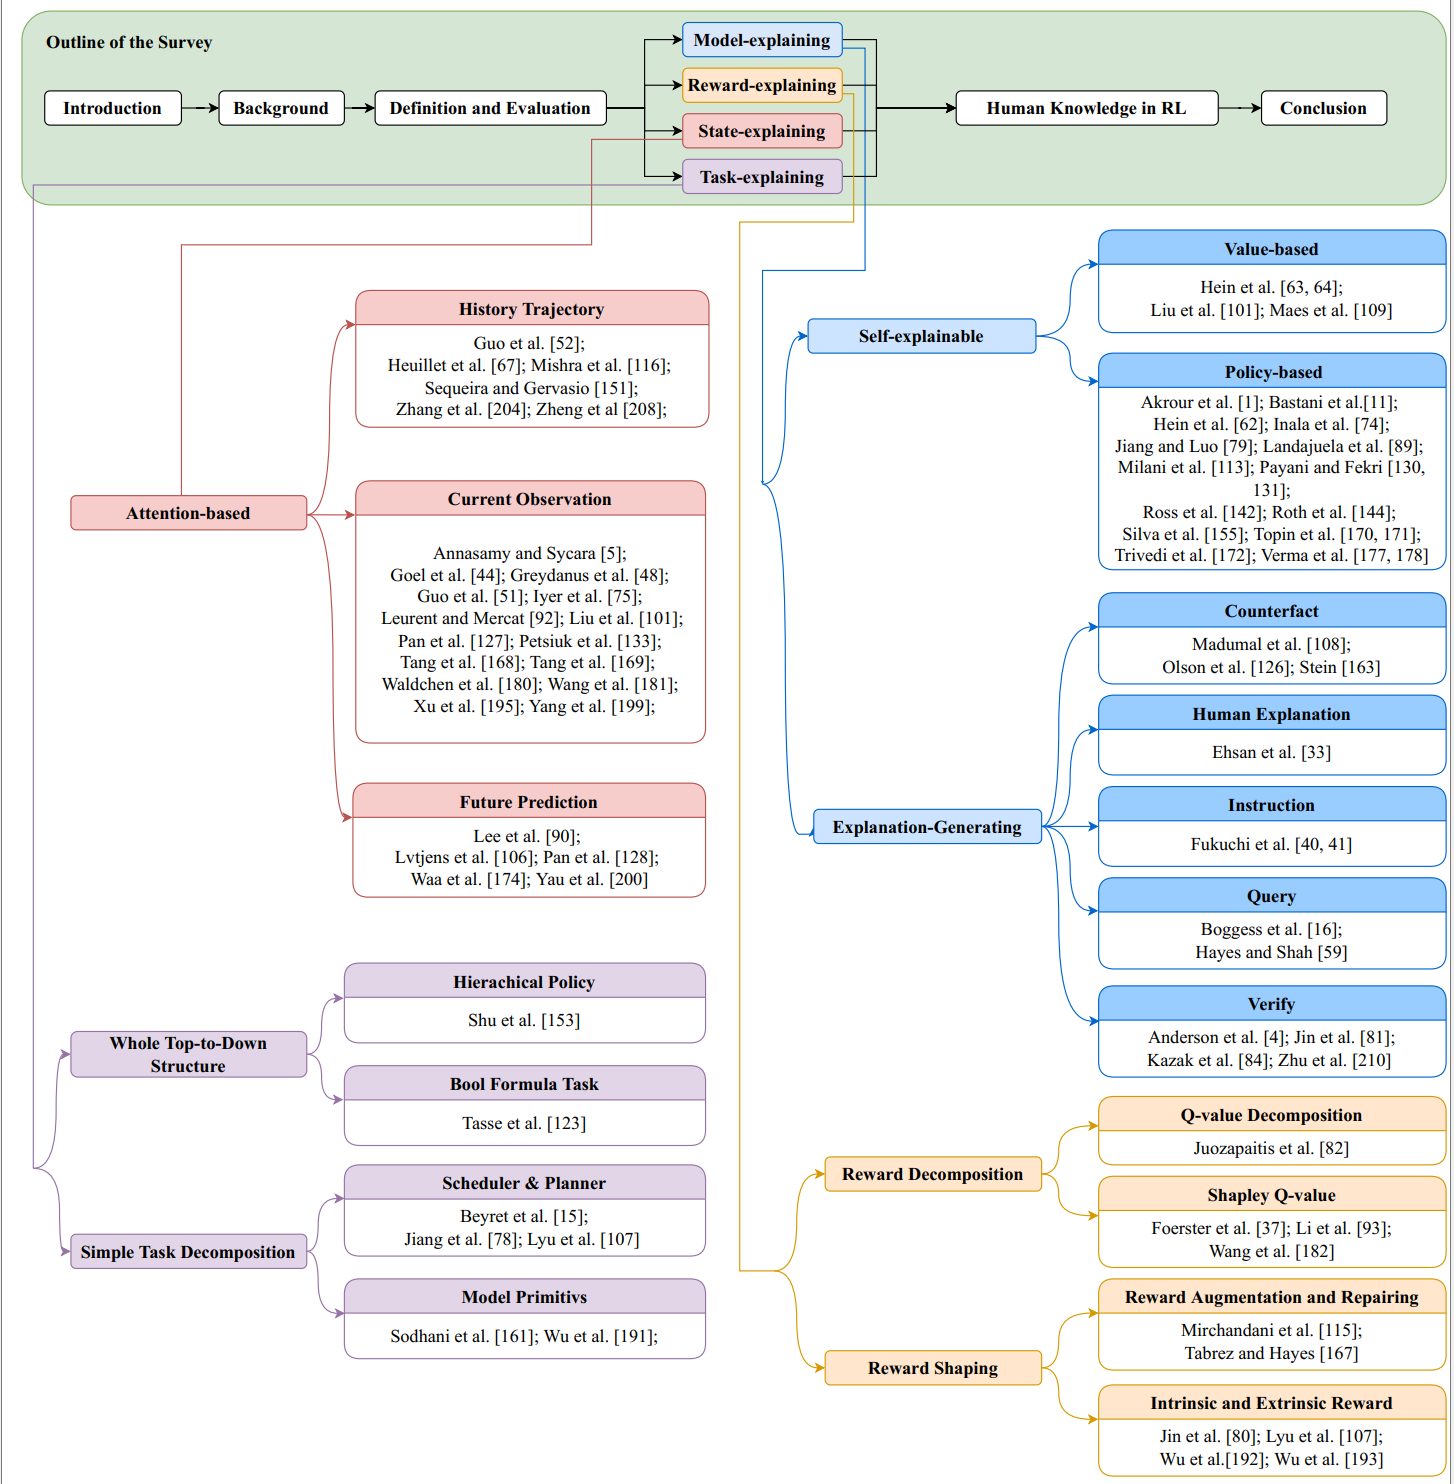 Outline of the Survey
Introduction
Background
Definition and Evaluation
Model-explaining
Reward-explaining
State-explaining
Task-explaining
Human Knowledge in RL
Conclusion
Attention-based
History Trajectory
Guo et al. [52];
Heuillet et al. [67]; Mishra et al. [116];
Sequeira and Gervasio [151];
Zhang et al. [204]; Zheng et al [208];
Current Observation
Annasamy and Sycara [5];
Goel et al. [44]; Greydanus et al. [48];
Guo et al. [51]; Iyer et al. [75];
Leurent and Mercat [92]; Liu et al. [101];
Pan et al. [127]; Petsiuk et al. [133];
Tang et al. [168]; Tang et al. [169];
Waldchen et al. [180]; Wang et al. [181];
Xu et al. [195]; Yang et al. [199];
Future Prediction
Lee et al. [90];
Lvtjens et al. [106]; Pan et al. [128];
Waa et al. [174]; Yau et al. [200]
Whole Top-to-Down
Structure
Hierachical Policy
Shu et al. [153]
Bool Formula Task
Tasse et al. [123]
Simple Task Decomposition
Scheduler & Planner
Beyret et al. [15];
Jiang et al. [78]; Lyu et al. [107]
Model Primitivs
Sodhani et al. [161]; Wu et al. [191];
Self-explainable
Value-based
Hein et al. [63, 64];
Liu et al. [101]; Maes et al. [109]
Policy-based
Akrour et al. [1]; Bastani et al.[11];
Hein et al. [62]; Inala et al. [74];
Jiang and Luo [79]; Landajuela et al. [89];
Milani et al. [113]; Payani and Fekri [130,
131];
Ross et al. [142]; Roth et al. [144];
Silva et al. [155]; Topin et al. [170, 171];
Trivedi et al. [172]; Verma et al. [177, 178]
Explanation-Generating
Counterfact
Madumal et al. [108];
Olson et al. [126]; Stein [163]
Human Explanation
Ehsan et al. [33]
Instruction
Fukuchi et al. [40, 41]
Query
Boggess et al. [16];
Hayes and Shah [59]
Verify
Anderson et al. [4]; Jin et al. [81];
Kazak et al. [84]; Zhu et al. [210]
Reward Decomposition
Q-value Decomposition
Juozapaitis et al. [82]
Shapley Q-value
Foerster et al. [37]; Li et al. [93];
Wang et al. [182]
Reward Shaping
Reward Augmentation and Repairing
Mirchandani et al. [115];
Tabrez and Hayes [167]
Intrinsic and Extrinsic Reward
Jin et al. [80]; Lyu et al. [107];
Wu et al.[192]; Wu et al. [193]